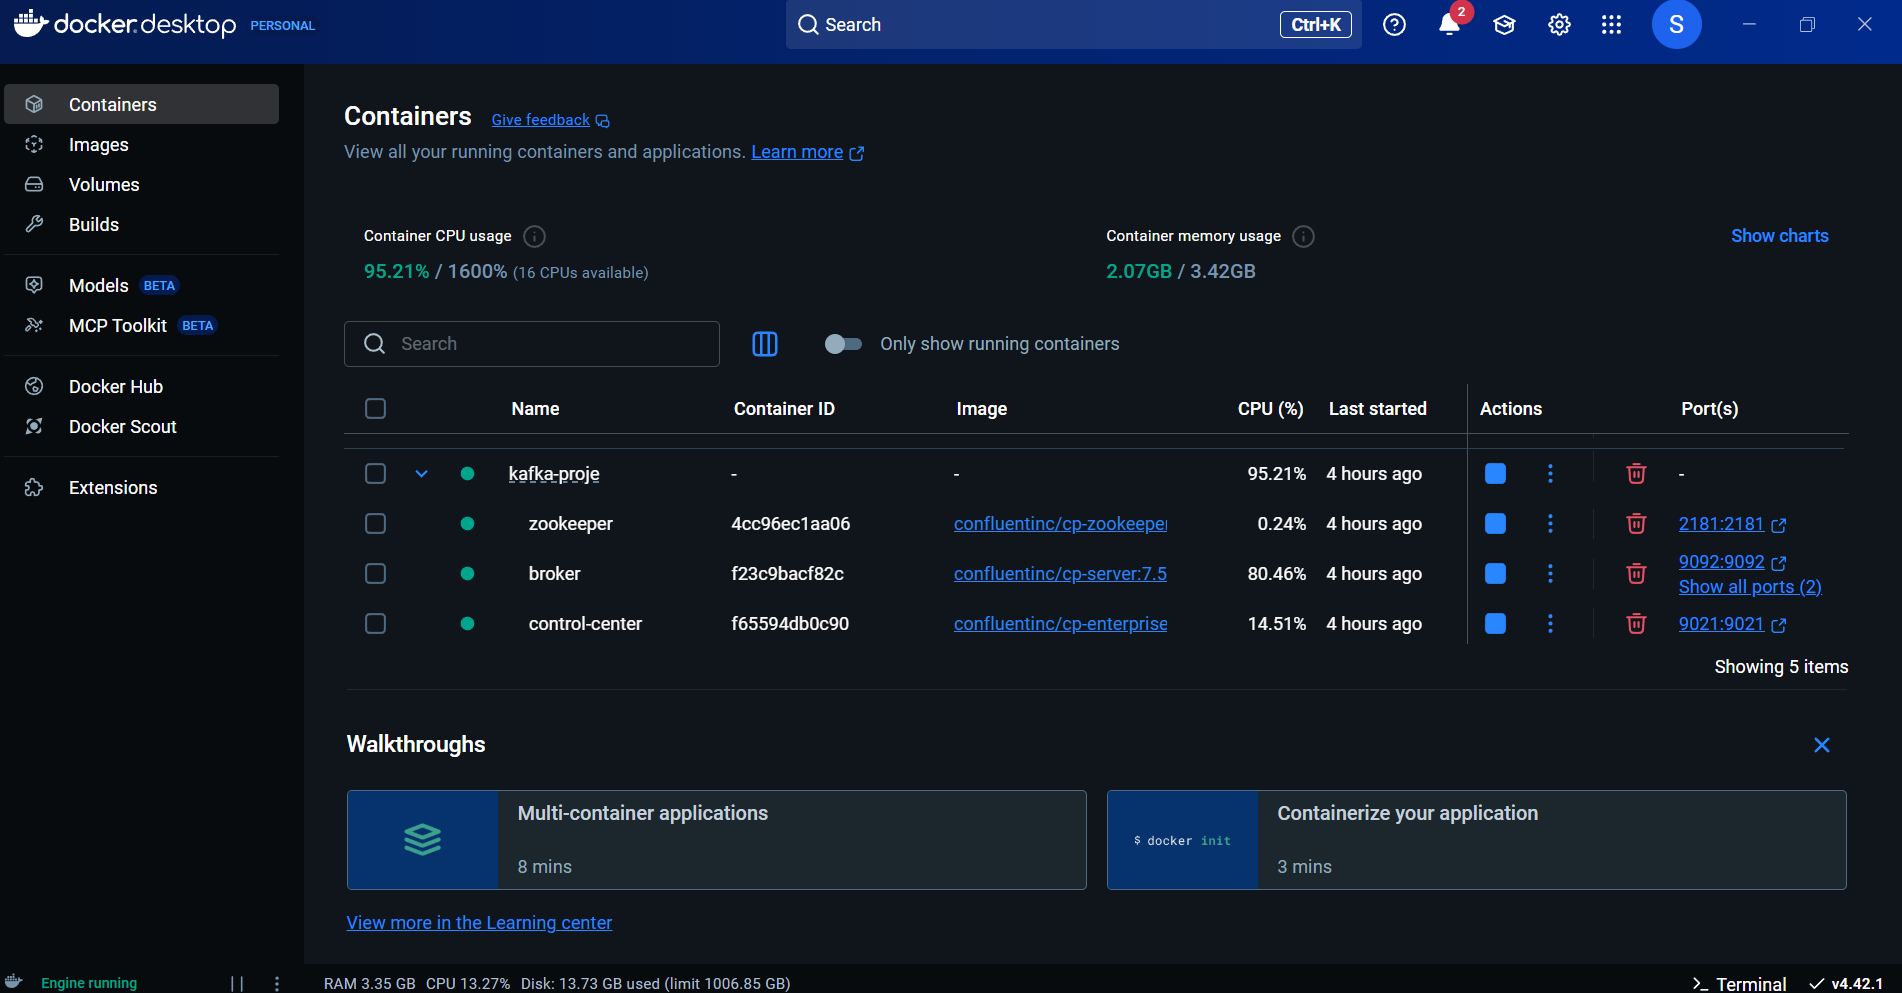 docker.desktop PERSONAL
Search Ctrl+K
2
S
Containers
Images
Volumes
Builds
Models BETA
MCP Toolkit BETA
Docker Hub
Docker Scout
Extensions
Containers Give feedback
View all your running containers and applications. Learn more
Container CPU usage
95.21% / 1600% (16 CPUs available)
Container memory usage
2.07GB / 3.42GB
Show charts
Search
Only show running containers
Name Container ID Image CPU (%) Last started Actions Port(s)
kafka-proje - - 95.21% 4 hours ago -
zookeeper 4cc96ec1aa06 confluentinc/cp-zookeeper 0.24% 4 hours ago 2181:2181
broker f23c9bacf82c confluentinc/cp-server:7.5 80.46% 4 hours ago 9092:9092
Show all ports (2)
control-center f65594db0c90 confluentinc/cp-enterprise 14.51% 4 hours ago 9021:9021
Showing 5 items
Walkthroughs
Multi-container applications
8 mins
$ docker init
Containerize your application
3 mins
View more in the Learning center
Engine running
RAM 3.35 GB CPU 13.27% Disk: 13.73 GB used (limit 1006.85 GB)
Terminal
v4.42.1